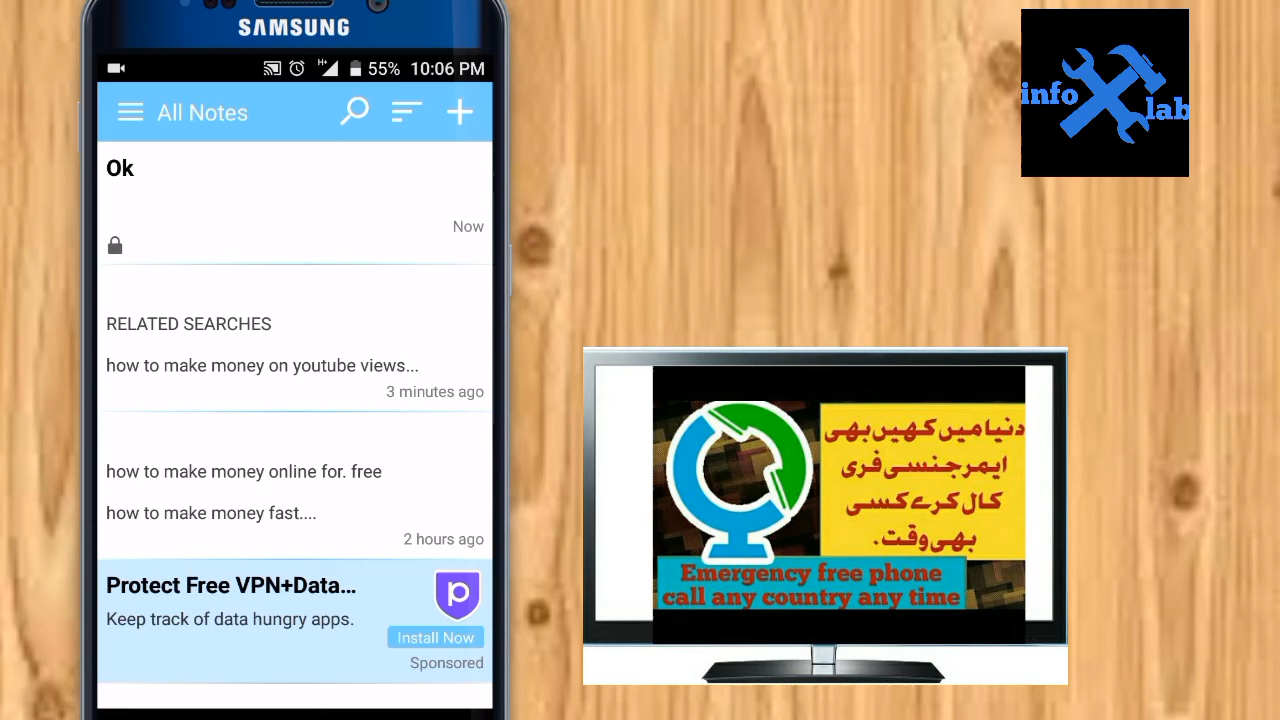 SAMSUNG
H+ 55% 10:06 PM
All Notes
Ok
Now
RELATED SEARCHES
how to make money on youtube views...
3 minutes ago
how to make money online for. free
how to make money fast....
2 hours ago
Protect Free VPN+Data...
Keep track of data hungry apps.
Install Now
Sponsored
info
lab
دنیا میں کہیں بھی
ایمرجنسی فری
کال کرے کسی
بھی وقت.
Emergency free phone
call any country any time